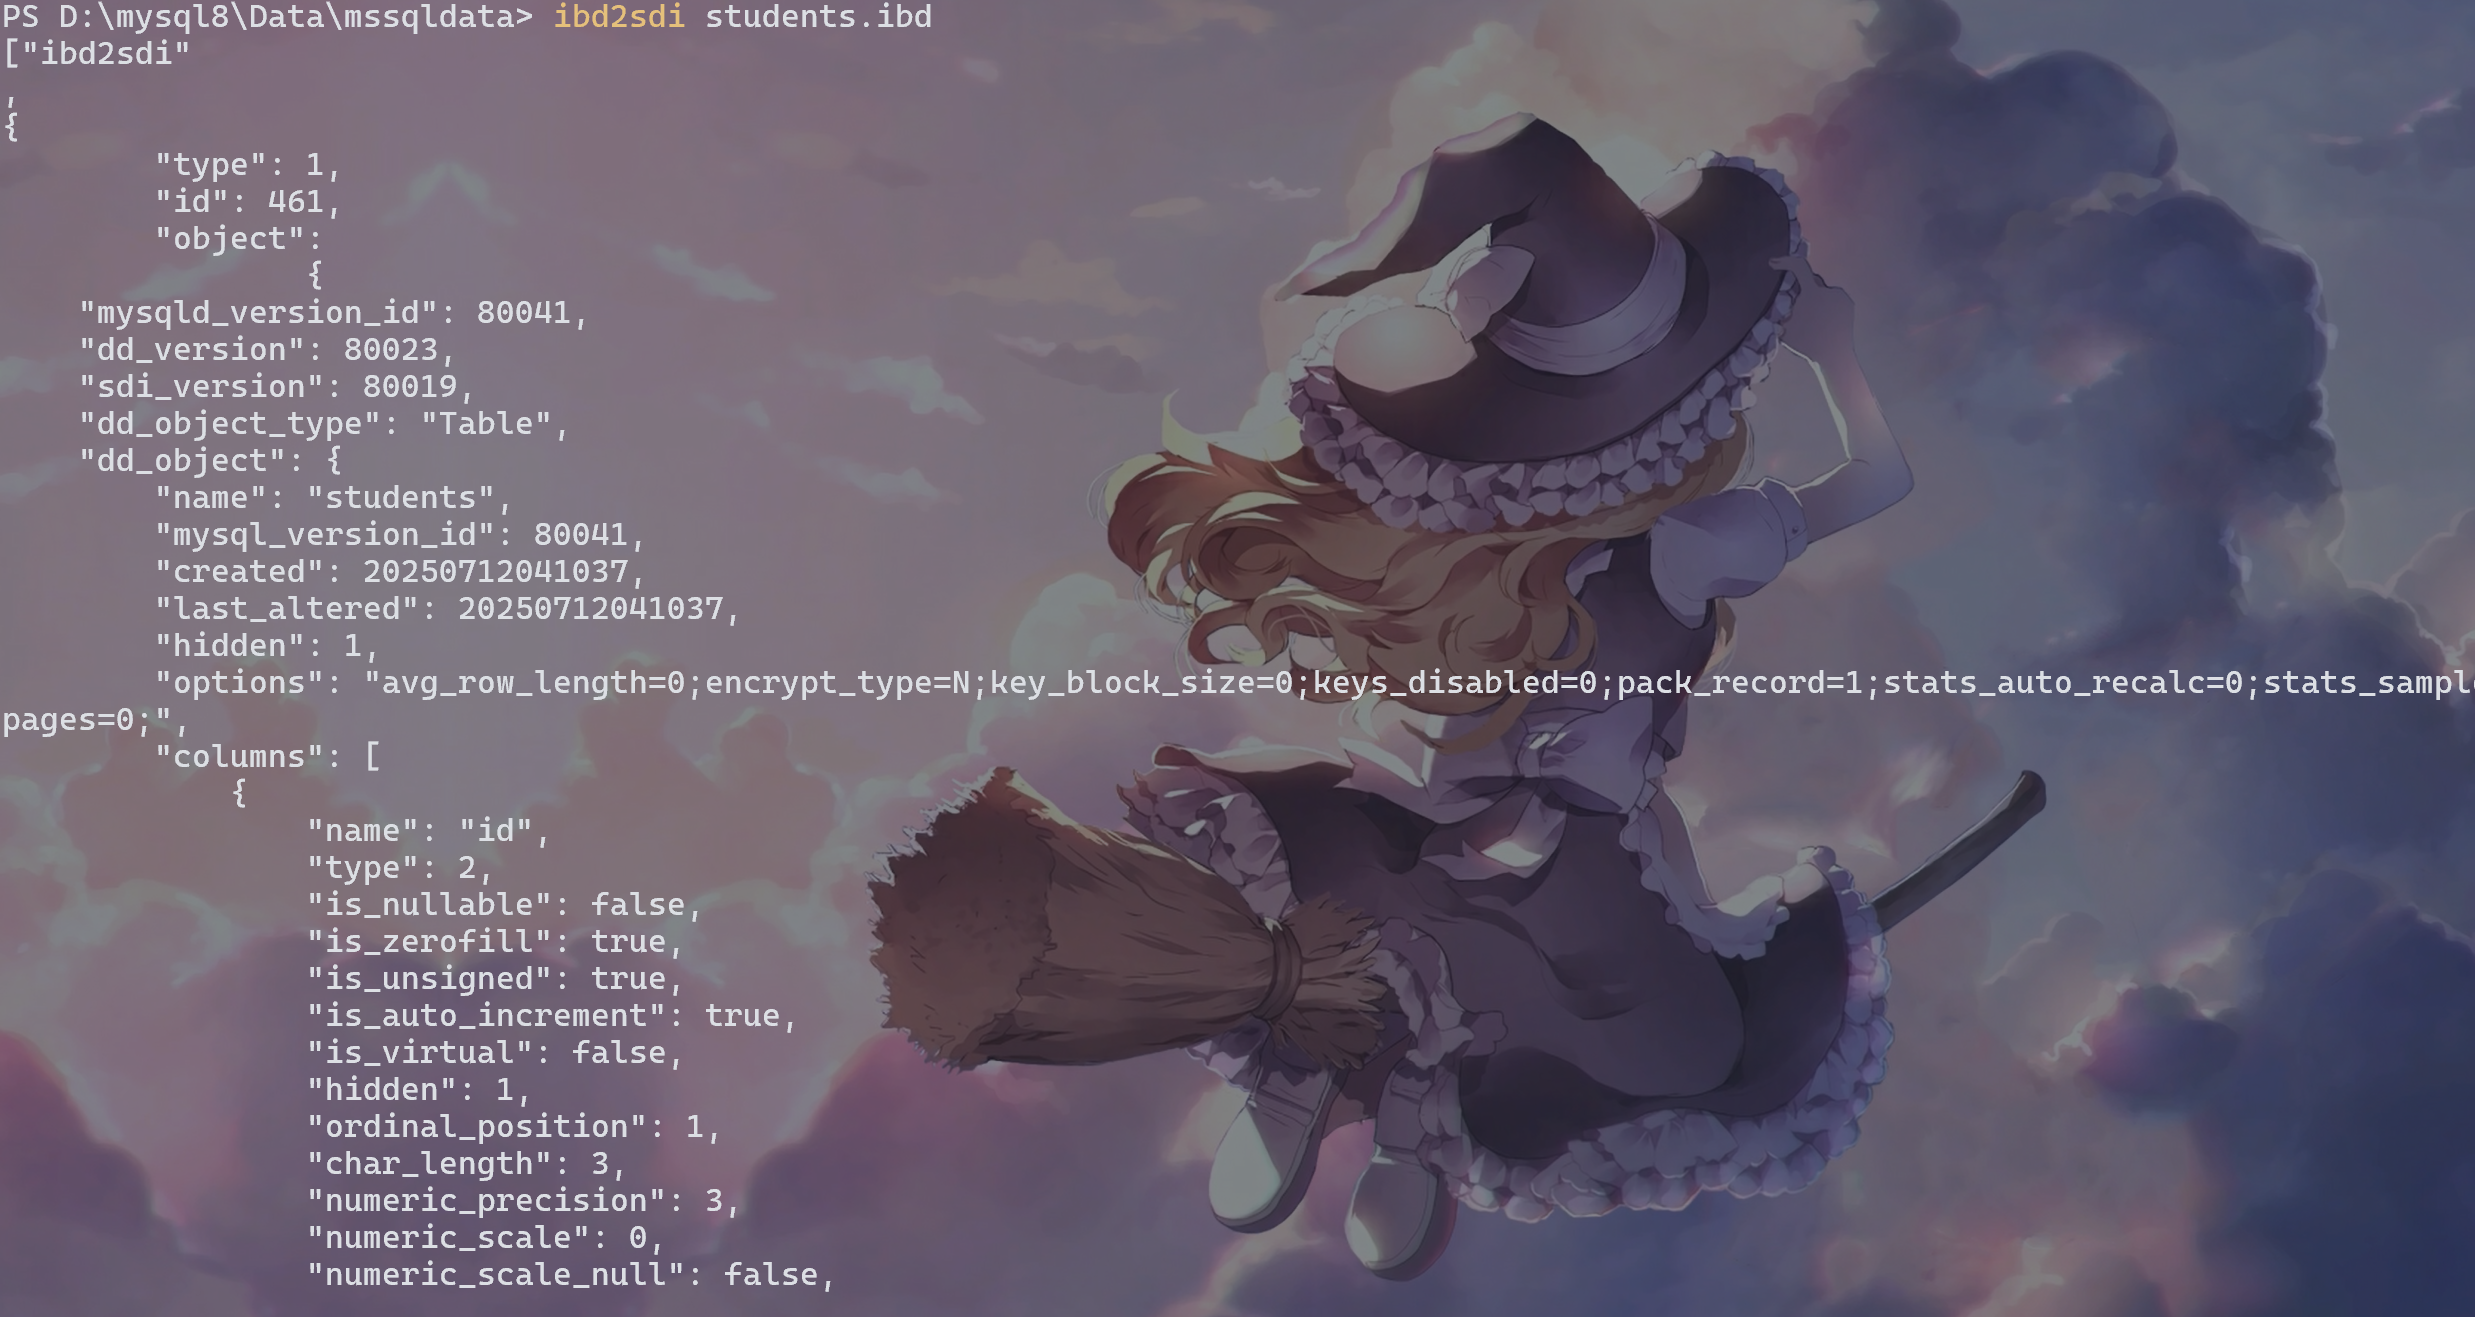 PS D:\mysql8\Data\mssqldata> ibd2sdi students.ibd
["ibd2sdi"
,
{
        "type": 1,
        "id": 461,
        "object":
                {
    "mysqld_version_id": 80041,
    "dd_version": 80023,
    "sdi_version": 80019,
    "dd_object_type": "Table",
    "dd_object": {
        "name": "students",
        "mysql_version_id": 80041,
        "created": 20250712041037,
        "last_altered": 20250712041037,
        "hidden": 1,
        "options": "avg_row_length=0;encrypt_type=N;key_block_size=0;keys_disabled=0;pack_record=1;stats_auto_recalc=0;stats_sample
pages=0;",
        "columns": [
            {
                "name": "id",
                "type": 2,
                "is_nullable": false,
                "is_zerofill": true,
                "is_unsigned": true,
                "is_auto_increment": true,
                "is_virtual": false,
                "hidden": 1,
                "ordinal_position": 1,
                "char_length": 3,
                "numeric_precision": 3,
                "numeric_scale": 0,
                "numeric_scale_null": false,